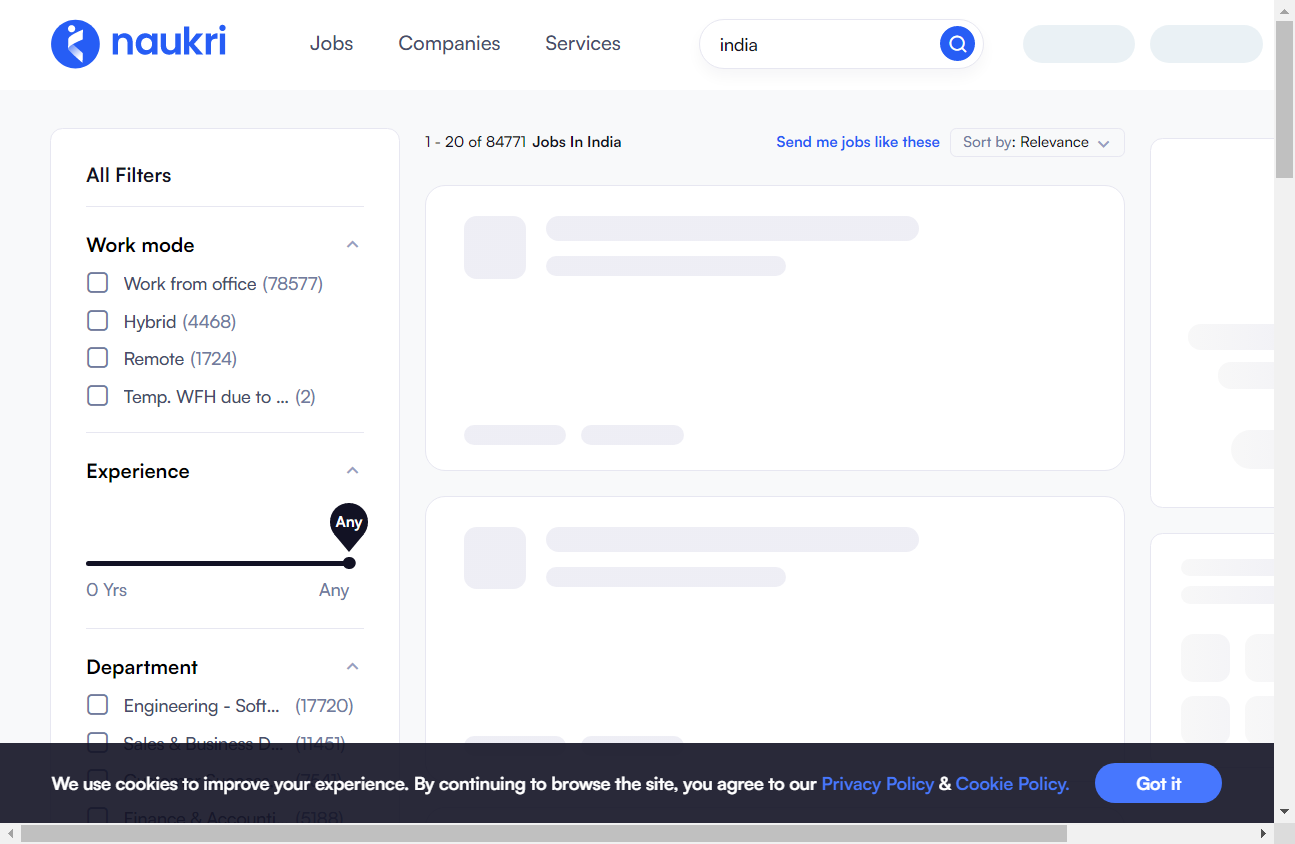 naukri
Jobs
Companies
Services
india
All Filters
Work mode
Work from office (78577)
Hybrid (4468)
Remote (1724)
Temp. WFH due to ... (2)
Experience
Any
0 Yrs
Any
Department
Engineering - Soft... (17720)
Sales & Business D... (11451)
Finance & Accounti... (5188)
1 - 20 of 84771 Jobs In India
Send me jobs like these
Sort by: Relevance
We use cookies to improve your experience. By continuing to browse the site, you agree to our Privacy Policy & Cookie Policy.
Got it